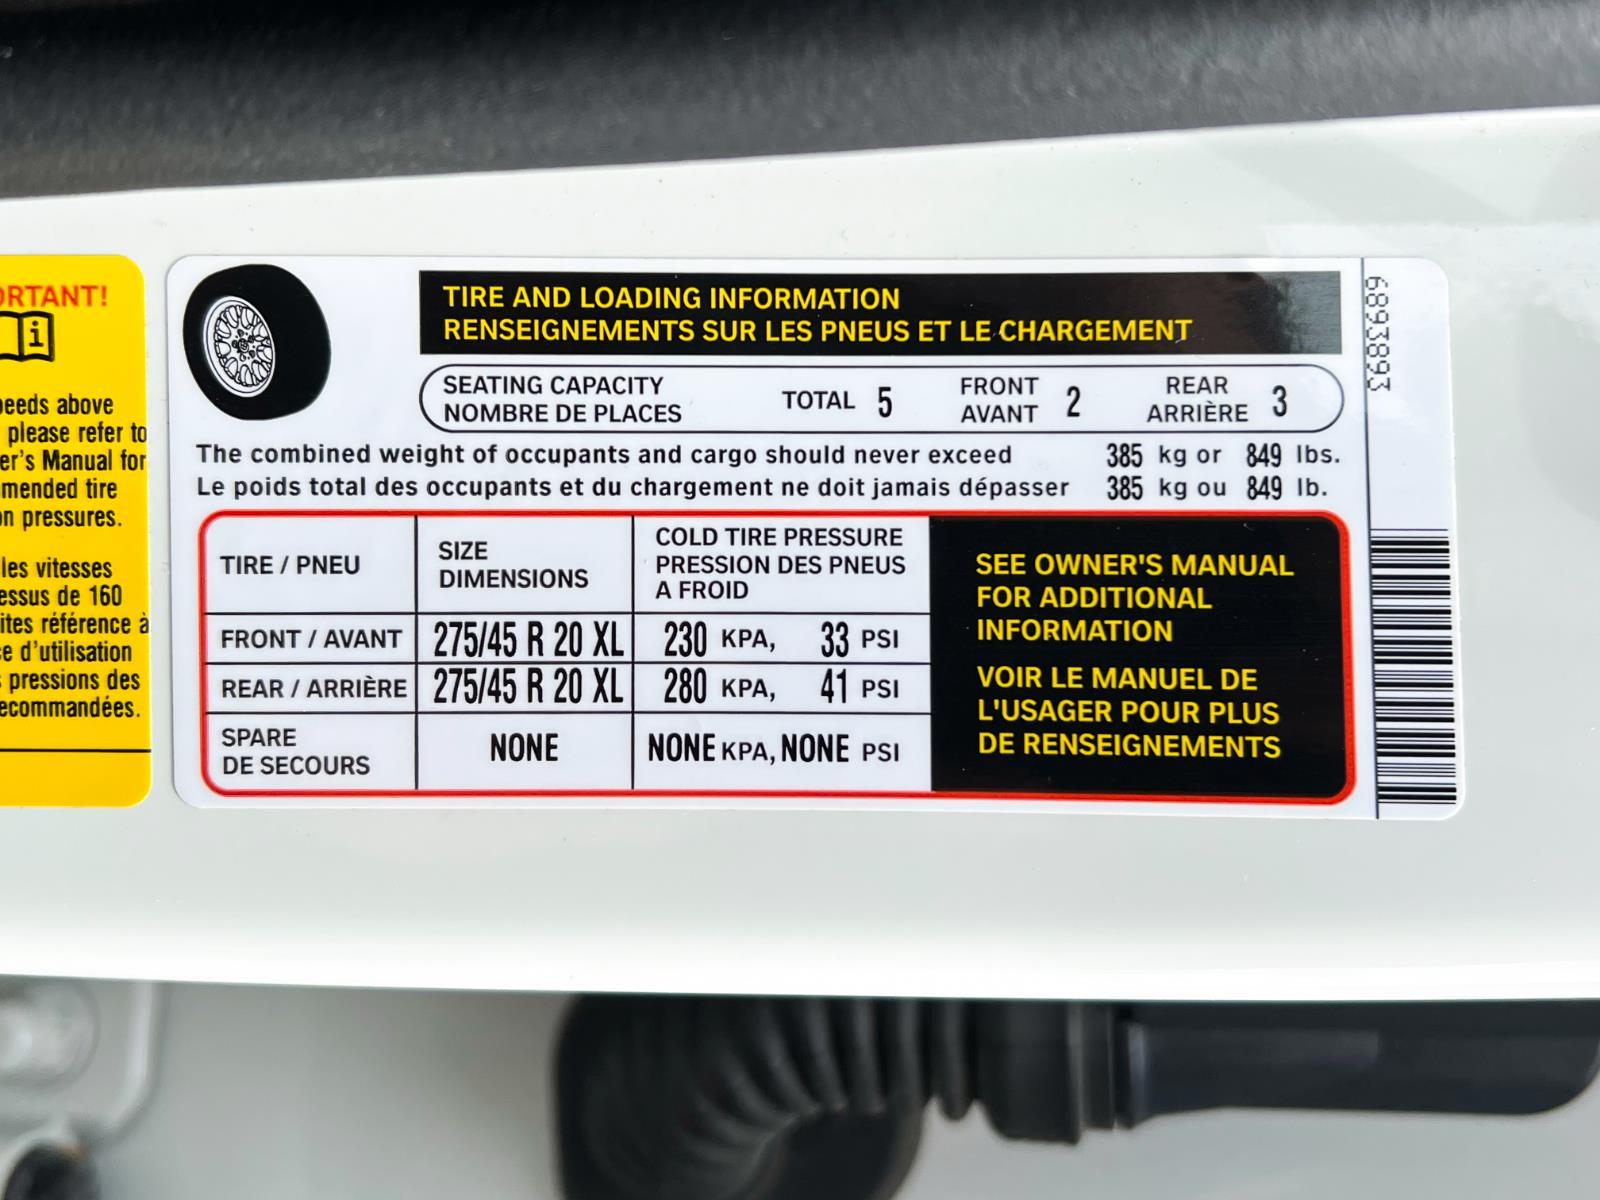 ORTANT!
i
peeds above
please refer to
er's Manual for
mended tire
on pressures.
les vitesses
essus de 160
ites référence à
e d'utilisation
s pressions des
ecommandées.
TIRE AND LOADING INFORMATION
RENSEIGNEMENTS SUR LES PNEUS ET LE CHARGEMENT
SEATING CAPACITY
NOMBRE DE PLACES
TOTAL 5
FRONT
AVANT 2
REAR
ARRIÈRE 3
The combined weight of occupants and cargo should never exceed 385 kg or 849 lbs.
Le poids total des occupants et du chargement ne doit jamais dépasser 385 kg ou 849 lb.
TIRE / PNEU
SIZE
DIMENSIONS
COLD TIRE PRESSURE
PRESSION DES PNEUS
A FROID
FRONT / AVANT 275/45 R 20 XL 230 KPA, 33 PSI
REAR / ARRIÈRE 275/45 R 20 XL 280 KPA, 41 PSI
SPARE
DE SECOURS
NONE NONE KPA, NONE PSI
SEE OWNER'S MANUAL
FOR ADDITIONAL
INFORMATION
VOIR LE MANUEL DE
L'USAGER POUR PLUS
DE RENSEIGNEMENTS
6893893